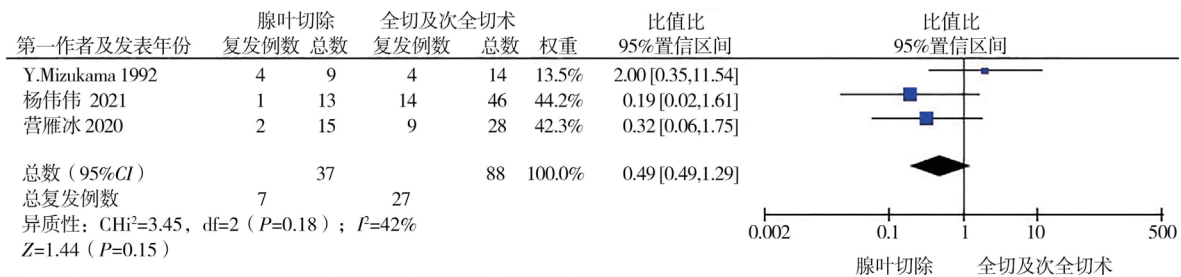 腺叶切除 全切及次全切术 比值比 比值比
第一作者及发表年份 复发例数 总数 复发例数 总数 权重 95%置信区间 95%置信区间
Y.Mizukama 1992 4 9 4 14 13.5% 2.00 [0.35,11.54]
杨伟伟 2021 1 13 14 46 44.2% 0.19 [0.02,1.61]
营雁冰 2020 2 15 9 28 42.3% 0.32 [0.06,1.75]
总数（95%CI） 37 88 100.0% 0.49 [0.49,1.29]
总复发例数 7 27
异质性：CHi²=3.45，df=2（P=0.18）；I²=42%
Z=1.44（P=0.15）
0.002 0.1 1 10 500
腺叶切除 全切及次全切术